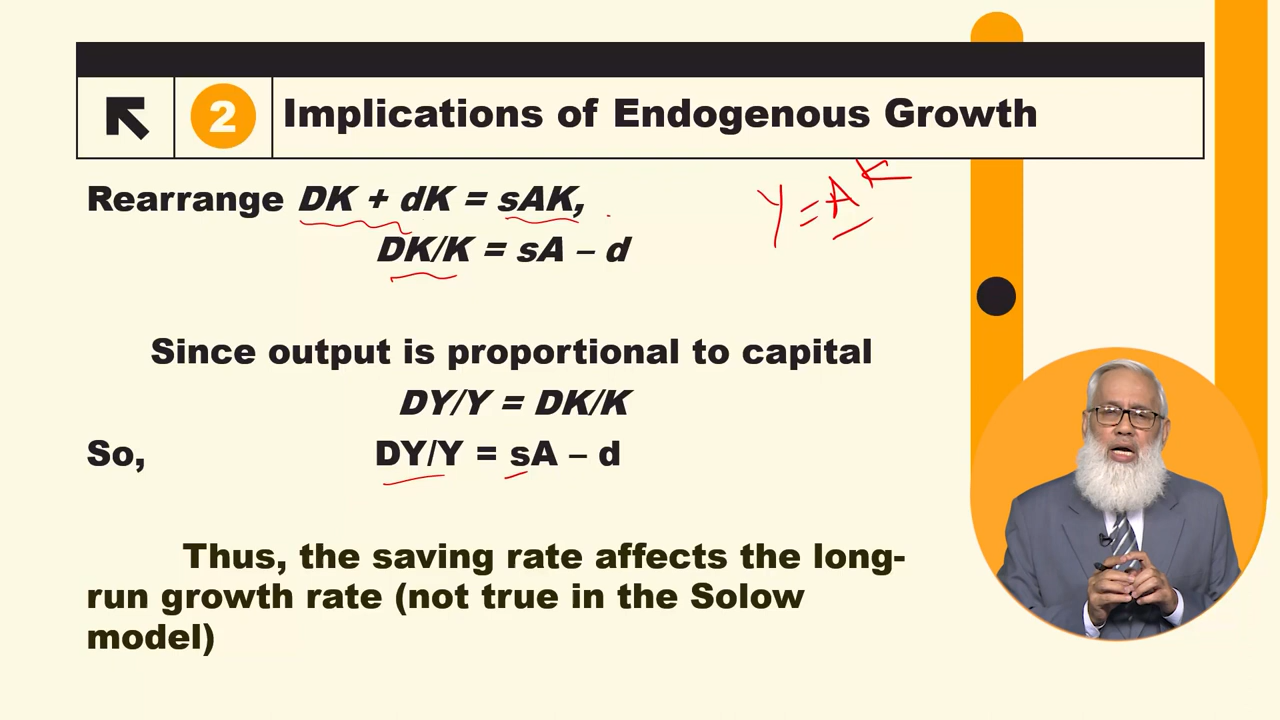 2 Implications of Endogenous Growth
Rearrange DK + dK = sAK,
DK/K = sA – d
Y = AK
Since output is proportional to capital
DY/Y = DK/K
So, DY/Y = sA – d
Thus, the saving rate affects the long-
run growth rate (not true in the Solow
model)